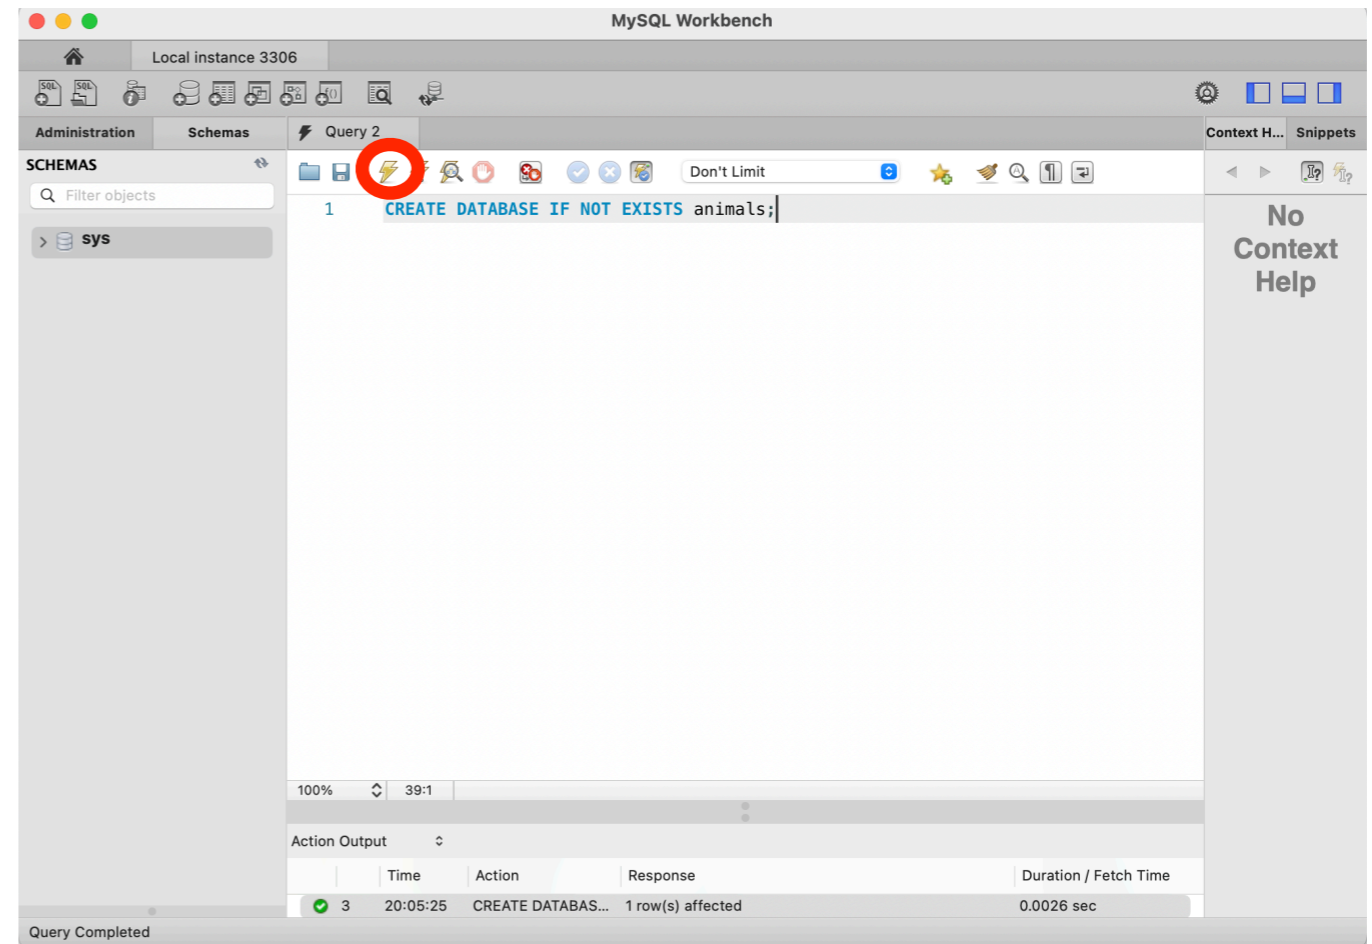 MySQL Workbench
Local instance 3306
SQL SQL
Administration Schemas Query 2 Context H... Snippets
SCHEMAS
Don't Limit
Filter objects
1 CREATE DATABASE IF NOT EXISTS animals;
sys
No
Context
Help
100% 39:1
Action Output
Time Action Response Duration / Fetch Time
3 20:05:25 CREATE DATABAS... 1 row(s) affected 0.0026 sec
Query Completed